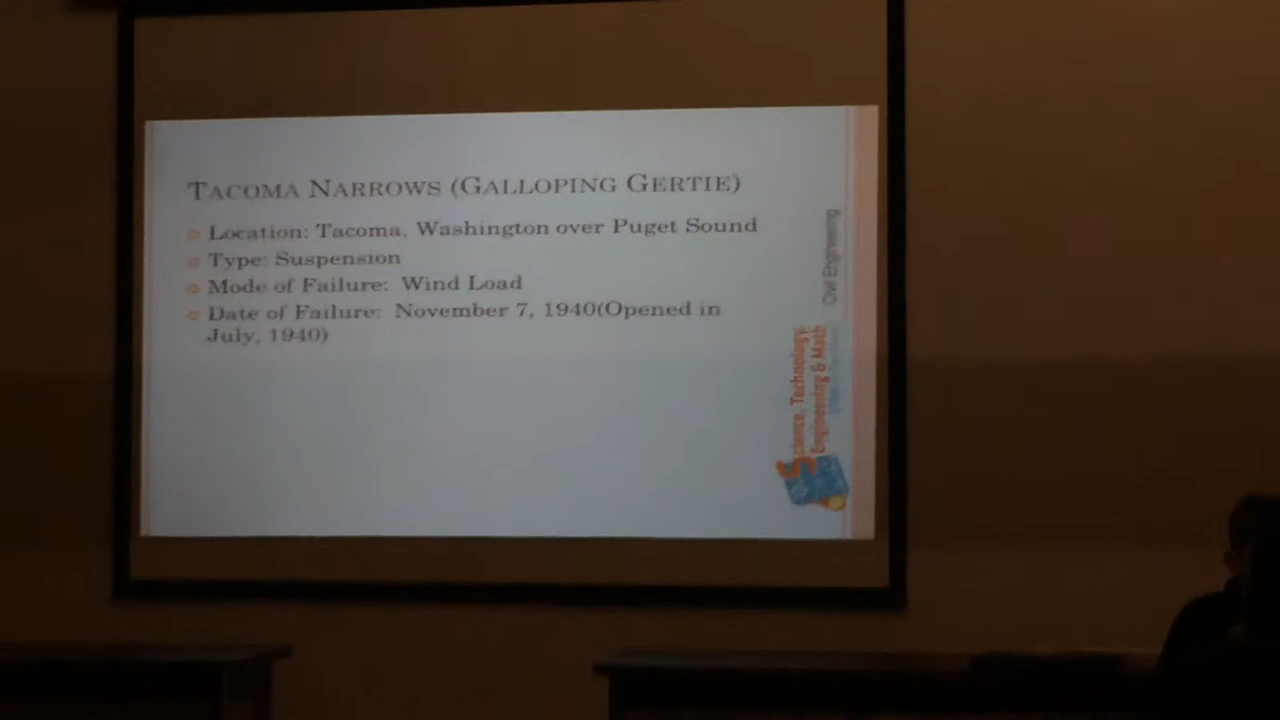 TACOMA NARROWS (GALLOPING GERTIE)
Location: Tacoma, Washington over Puget Sound
Type: Suspension
Mode of Failure: Wind Load
Date of Failure: November 7, 1940(Opened in
July, 1940)
Civil Engineering
Science, Technology,
Engineering & Math